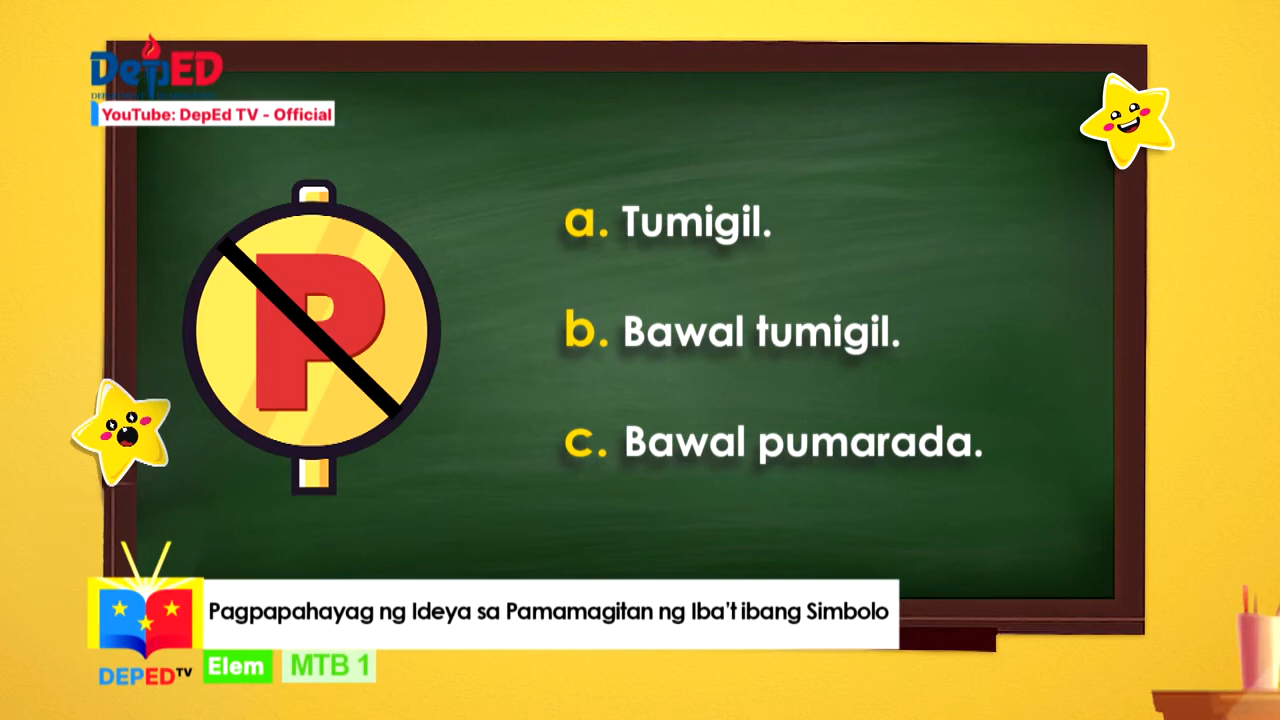 DepED
YouTube: DepEd TV - Official
P
a. Tumigil.
b. Bawal tumigil.
c. Bawal pumarada.
Pagpapahayag ng Ideya sa Pamamagitan ng Iba't ibang Simbolo
DEPED TV
Elem
MTB 1